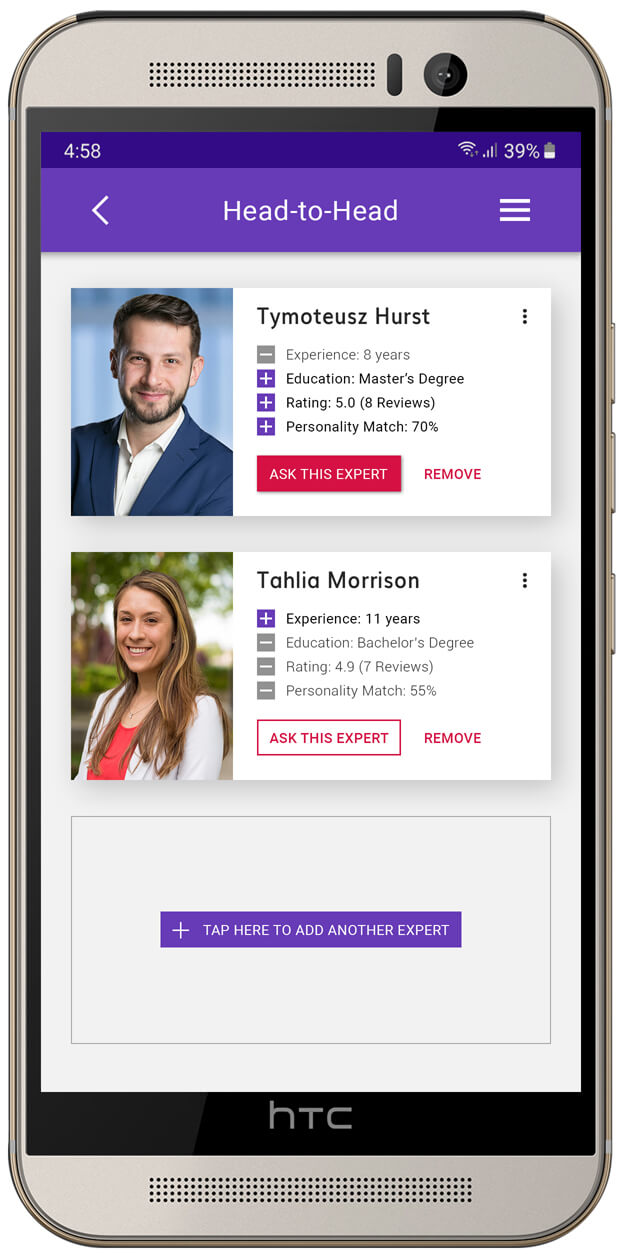 4:58
39%
Head-to-Head
Tymoteusz Hurst
Experience: 8 years
Education: Master’s Degree
Rating: 5.0 (8 Reviews)
Personality Match: 70%
ASK THIS EXPERT
REMOVE
Tahlia Morrison
Experience: 11 years
Education: Bachelor's Degree
Rating: 4.9 (7 Reviews)
Personality Match: 55%
ASK THIS EXPERT
REMOVE
TAP HERE TO ADD ANOTHER EXPERT
hTC